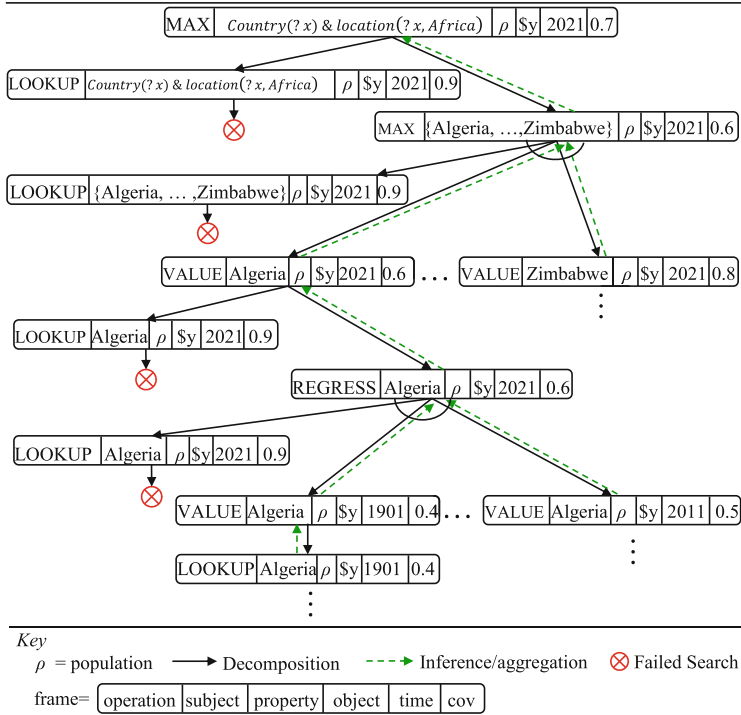 MAX Country(? x) & location(? x, Africa) ρ $y 2021 0.7
LOOKUP Country(? x) & location(? x, Africa) ρ $y 2021 0.9
MAX {Algeria, …,Zimbabwe} ρ $y 2021 0.6
LOOKUP {Algeria, … ,Zimbabwe} ρ $y 2021 0.9
VALUE Algeria ρ $y 2021 0.6 ... VALUE Zimbabwe ρ $y 2021 0.8
LOOKUP Algeria ρ $y 2021 0.9
REGRESS Algeria ρ $y 2021 0.6
LOOKUP Algeria ρ $y 2021 0.9
VALUE Algeria ρ $y 1901 0.4 ... VALUE Algeria ρ $y 2011 0.5
LOOKUP Algeria ρ $y 1901 0.4
Key
ρ = population Decomposition Inference/aggregation Failed Search
frame= operation subject property object time cov